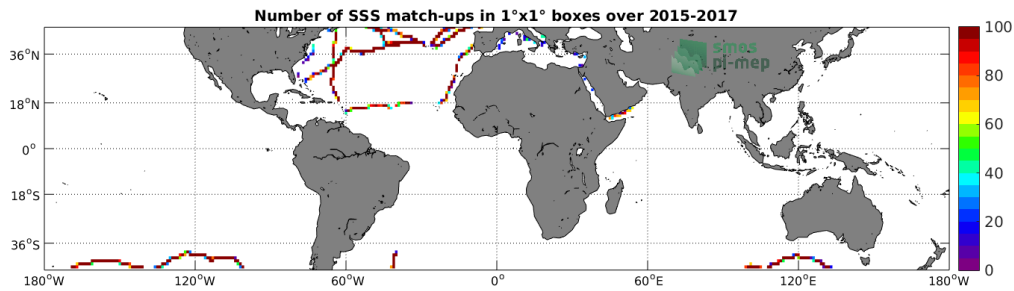 Number of SSS match-ups in 1°x1° boxes over 2015-2017
smos
pi-mep
36°N
18°N
0°
18°S
36°S
180°W
120°W
60°W
0°
60°E
120°E
180°W
100
80
60
40
20
0